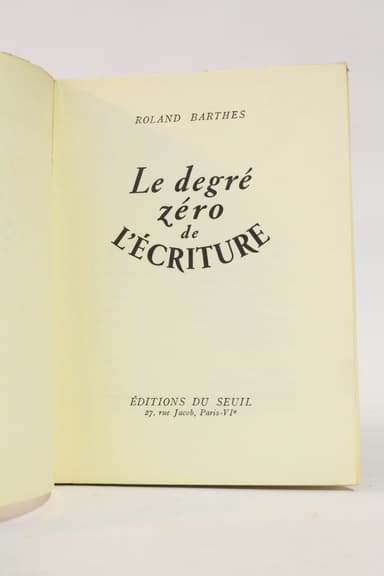 ROLAND BARTHES
Le degré
zéro
de
L'ÉCRITURE
ÉDITIONS DU SEUIL
27, rue Jacob, Paris-VIe